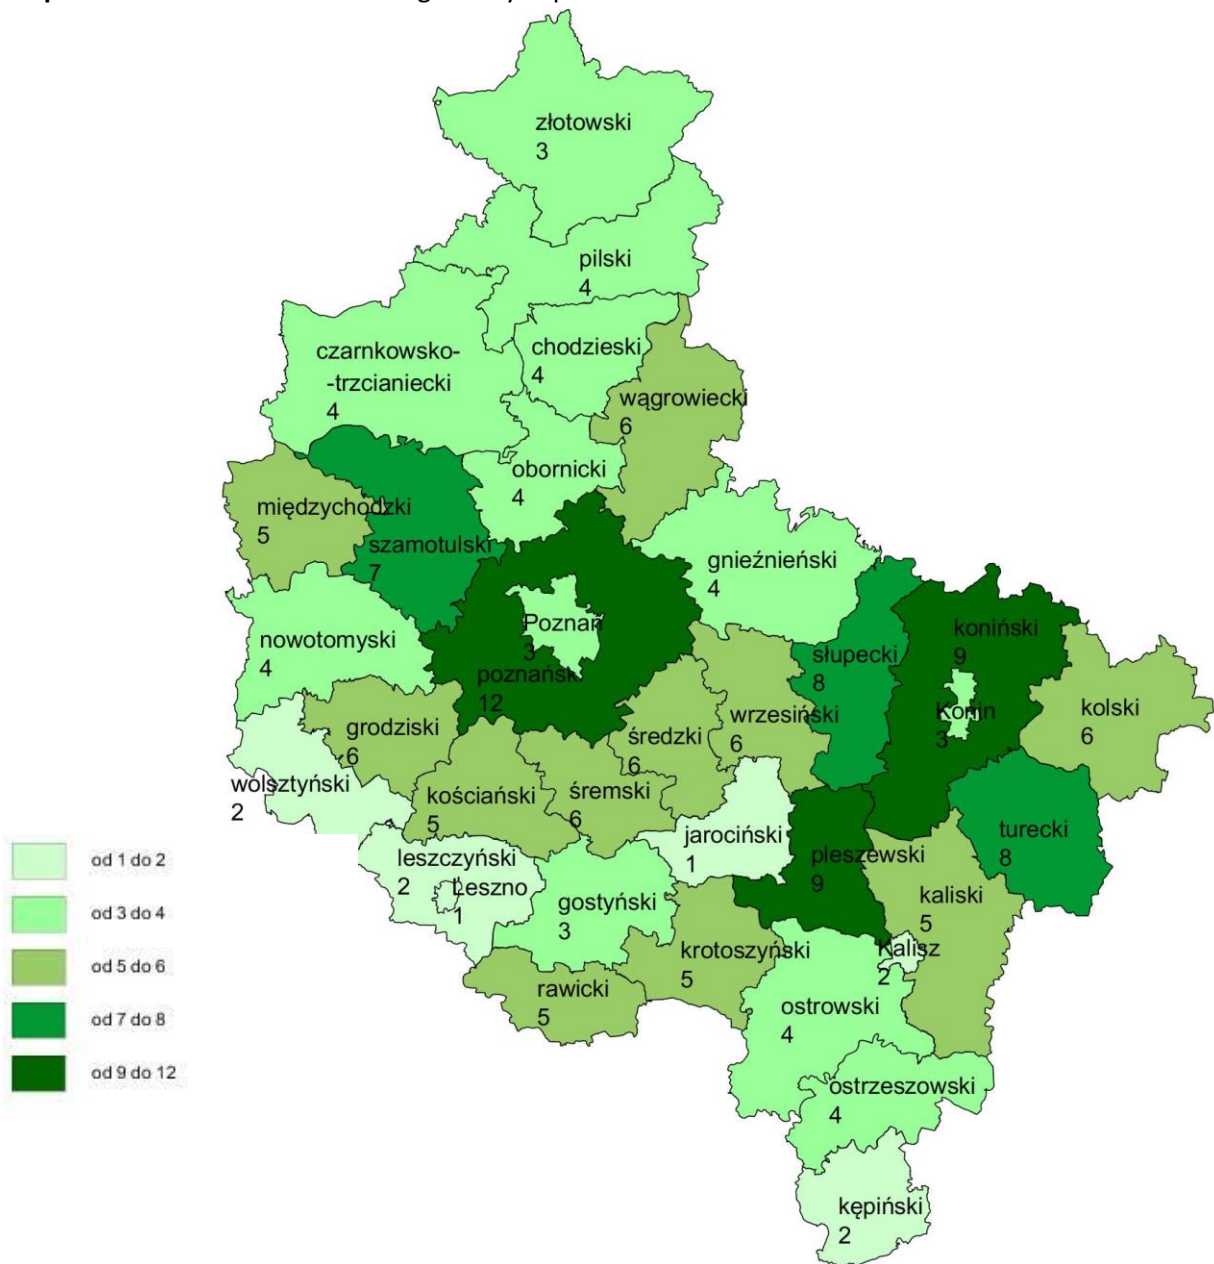 złotowski
3
pilski
4
chodzieski
4
czarnkowsko-
-trzcianiecki
4
wągrowiecki
6
obornicki
4
międzychodzki
5
szamotulski
7
gnieźnieński
4
Poznań
3
poznański
12
nowotomyski
4
słupecki
8
koniński
9
Konin
3
kolski
6
wrzesiński
6
średzki
6
grodziski
6
wolsztyński
2
kościański
5
śremski
6
jarociński
1
pleszewski
9
turecki
8
leszczyński
2
Leszno
1
gostyński
3
kaliski
5
Kalisz
2
krotoszyński
5
rawicki
5
ostrowski
4
ostrzeszowski
4
kępiński
2
od 1 do 2
od 3 do 4
od 5 do 6
od 7 do 8
od 9 do 12